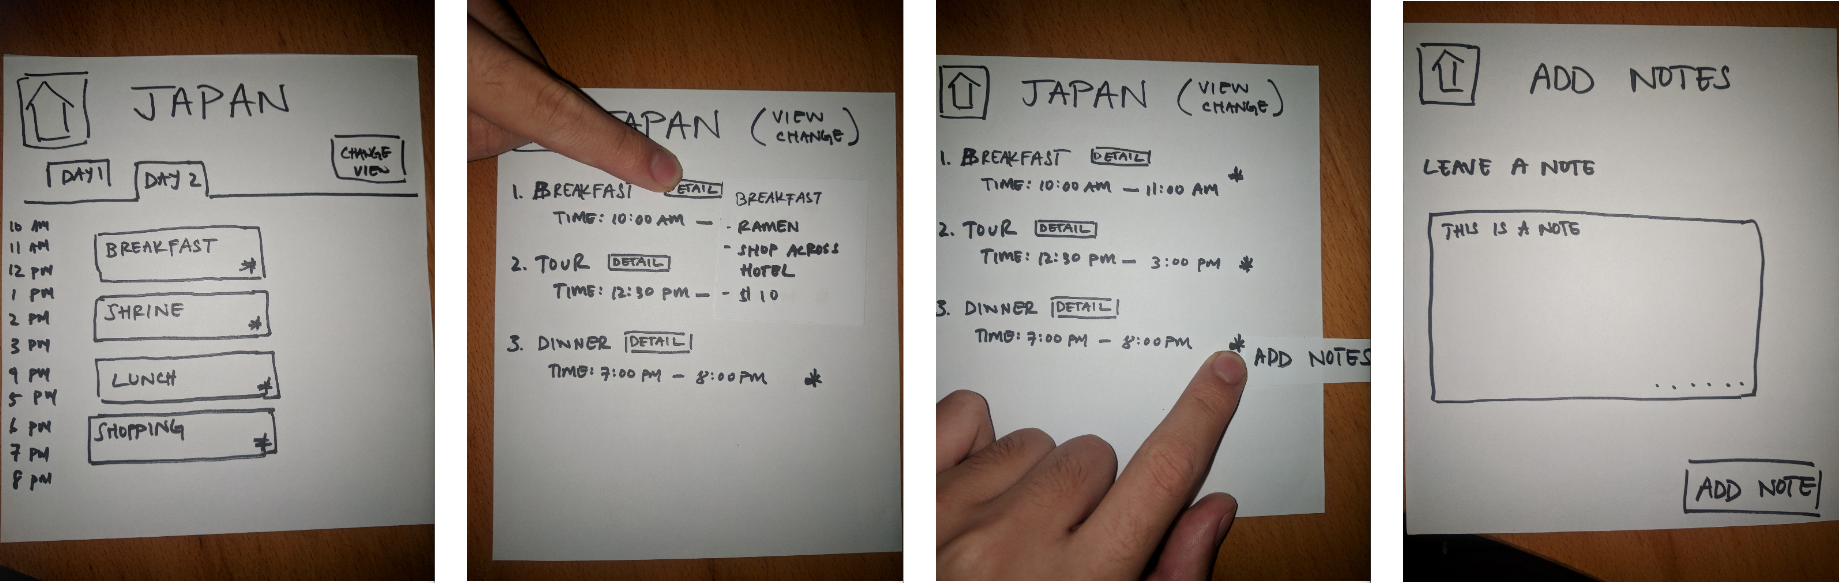 JAPAN
CHANGE
VIEW
DAY 1
DAY 2
10 AM
11 AM
12 PM
1 PM
2 PM
3 PM
4 PM
5 PM
6 PM
7 PM
8 PM
BREAKFAST *
SHRINE *
LUNCH *
SHOPPING *
JAPAN (VIEW
CHANGE)
1. BREAKFAST DETAIL
TIME: 10:00 AM –
BREAKFAST
- RAMEN
- SHOP ACROSS
HOTEL
- $ 10
2. TOUR DETAIL
TIME: 12:30 PM –
3. DINNER DETAIL
TIME: 7:00 PM – 8:00 PM *
JAPAN (VIEW
CHANGE)
1. BREAKFAST DETAIL
TIME: 10:00 AM – 11:00 AM *
2. TOUR DETAIL
TIME: 12:30 PM – 3:00 PM *
3. DINNER DETAIL
TIME: 7:00 PM – 8:00 PM *
ADD NOTES
ADD NOTES
LEAVE A NOTE
THIS IS A NOTE
......
ADD NOTE